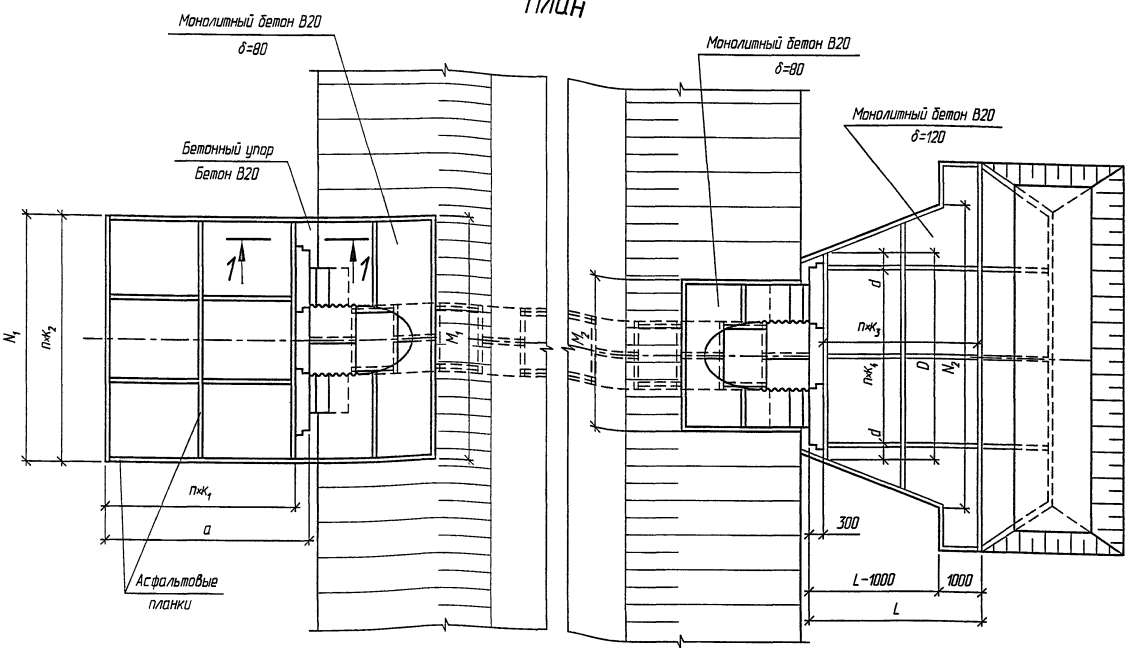 План
Монолитный бетон В20
δ=80
Монолитный бетон В20
δ=80
Монолитный бетон В20
δ=120
Бетонный упор
Бетон В20
1
1
N₁
n×K₂
M₁
M₂
d
n×K₃
n×K₄
D
N₂
d
n×K₁
a
300
L-1000
1000
L
Асфальтовые
планки